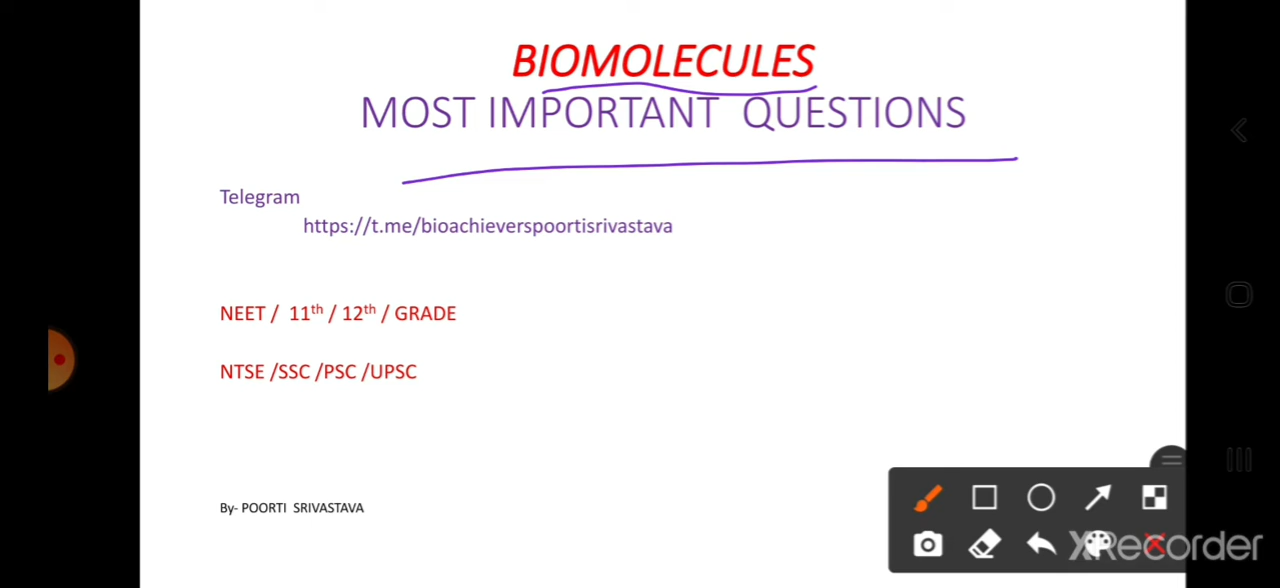 BIOMOLECULES
MOST IMPORTANT QUESTIONS
Telegram
https://t.me/bioachieverspoortisrivastava
NEET / 11th / 12th / GRADE
NTSE /SSC /PSC /UPSC
By- POORTI SRIVASTAVA
XRecorder